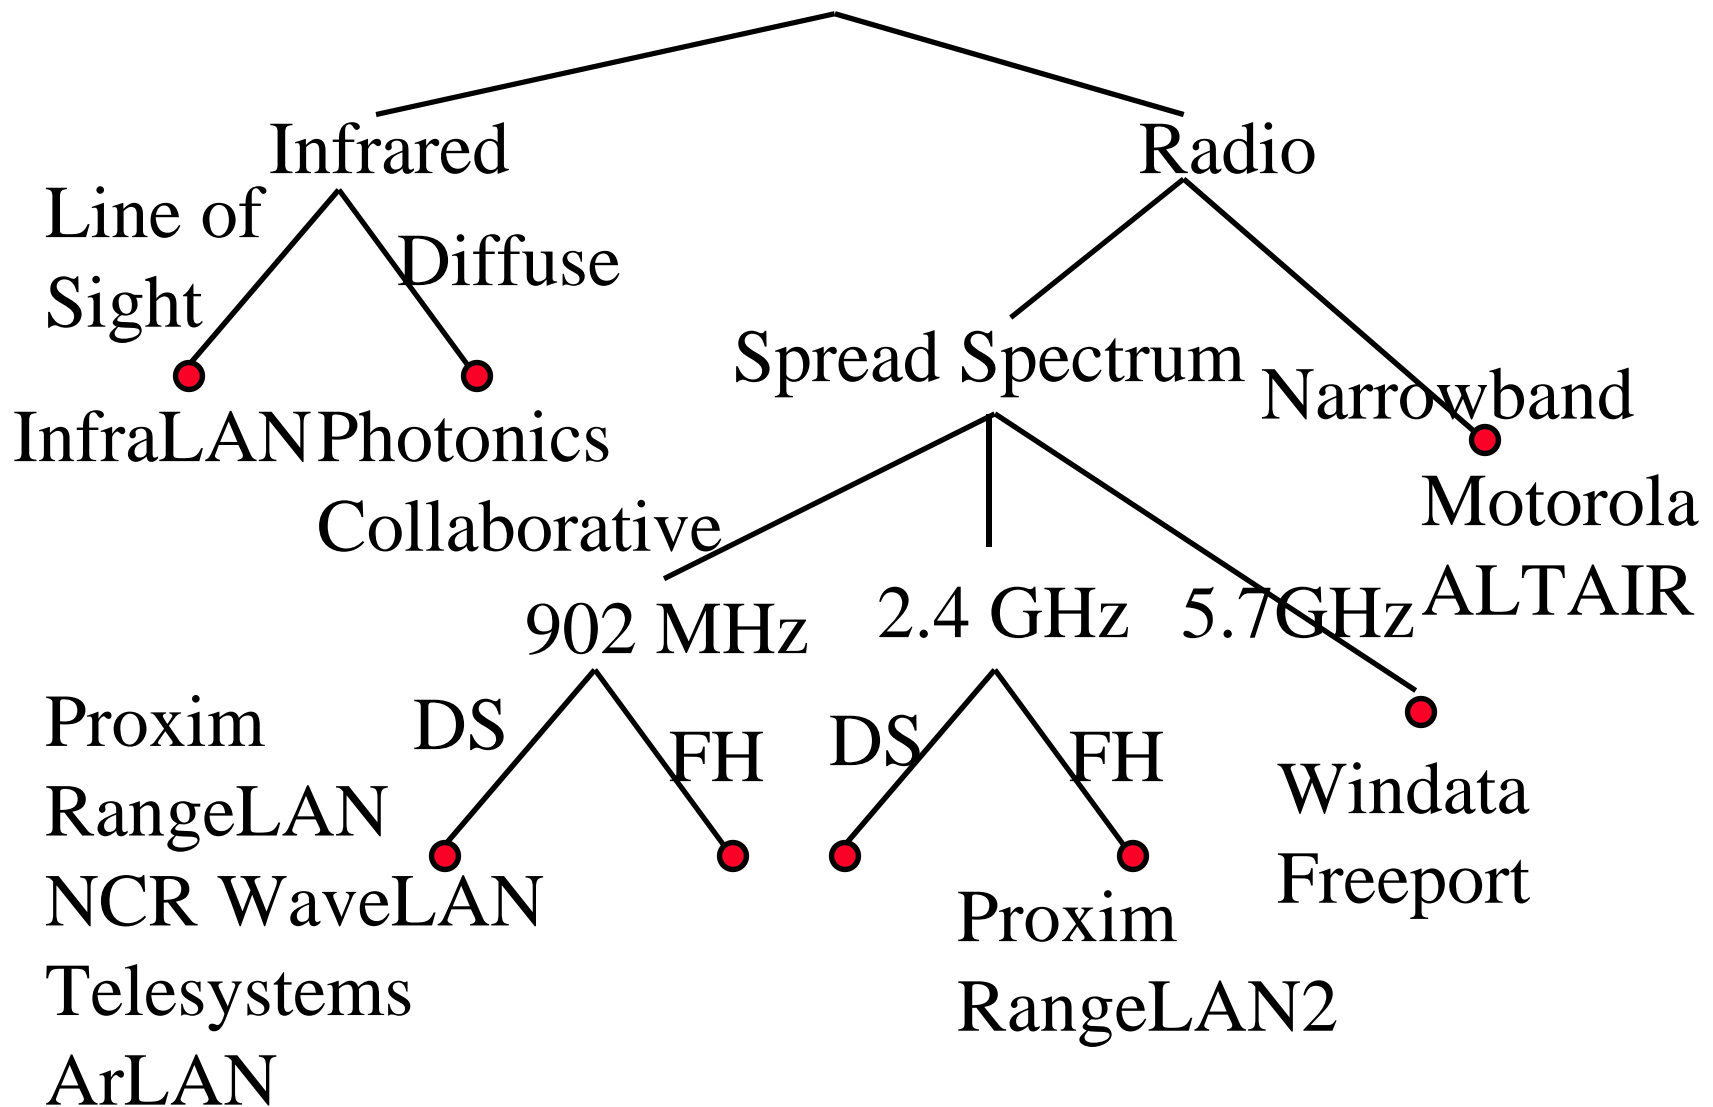 Infrared
Radio
Line of
Sight
Diffuse
Spread Spectrum
Narrowband
InfraLAN
Photonics
Collaborative
Motorola
ALTAIR
902 MHz
2.4 GHz
5.7GHz
DS
FH
DS
FH
Proxim
RangeLAN
NCR WaveLAN
Telesystems
ArLAN
Proxim
RangeLAN2
Windata
Freeport